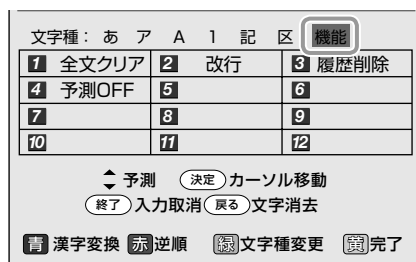 文字種： あ ア A 1 記 区 機能
1 全文クリア 2 改行 3 履歴削除
4 予測OFF 5 6
7 8 9
10 11 12
予測 決定 カーソル移動
終了 入力取消 戻る 文字消去
青 漢字変換 赤 逆順 緑 文字種変更 黄 完了